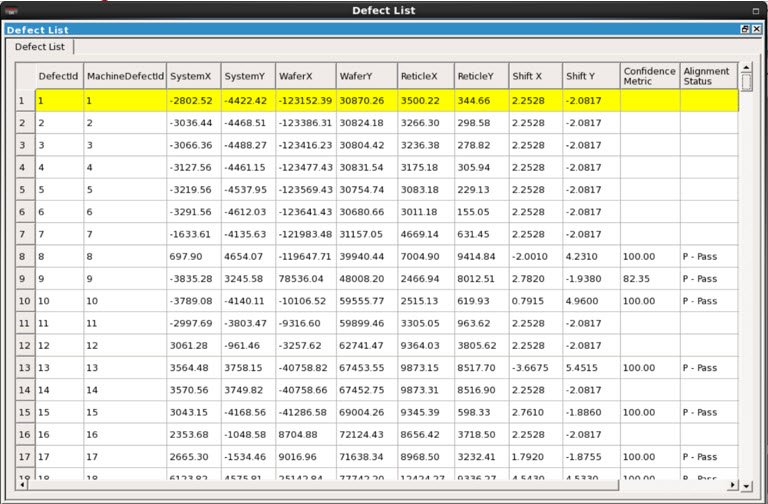 Defect List
Defect List
Defect List
DefectId MachineDefectId SystemX SystemY WaferX WaferY ReticleX ReticleY Shift X Shift Y Confidence Metric Alignment Status
1 1 1 -2802.52 -4422.42 -123152.39 30870.26 3500.22 344.66 2.2528 -2.0817
2 2 2 -3036.44 -4468.51 -123386.31 30824.18 3266.30 298.58 2.2528 -2.0817
3 3 3 -3066.36 -4488.27 -123416.23 30804.42 3236.38 278.82 2.2528 -2.0817
4 4 4 -3127.56 -4461.15 -123477.43 30831.54 3175.18 305.94 2.2528 -2.0817
5 5 5 -3219.56 -4537.95 -123569.43 30754.74 3083.18 229.13 2.2528 -2.0817
6 6 6 -3291.56 -4612.03 -123641.43 30680.66 3011.18 155.05 2.2528 -2.0817
7 7 7 -1633.61 -4135.63 -121983.48 31157.05 4669.14 631.45 2.2528 -2.0817
8 8 8 697.90 4654.07 -119647.71 39940.44 7004.90 9414.84 -2.0010 4.2310 100.00 P - Pass
9 9 9 -3835.28 3245.58 78536.04 48008.20 2466.94 8012.51 2.7820 -1.9380 82.35 P - Pass
10 10 10 -3789.08 -4140.11 -10106.52 59555.77 2515.13 619.93 0.7915 4.9600 100.00 P - Pass
11 11 11 -2997.69 -3803.47 -9316.60 59899.46 3305.05 963.62 2.2528 -2.0817
12 12 12 3061.28 -961.46 -3257.62 62741.47 9364.03 3805.62 2.2528 -2.0817
13 13 13 3564.48 3758.15 -40758.82 67453.55 9873.15 8517.70 -3.6675 5.4515 100.00 P - Pass
14 14 14 3570.56 3749.82 -40758.66 67452.75 9873.31 8516.90 2.2528 -2.0817
15 15 15 3043.15 -4168.56 -41286.58 69004.26 9345.39 598.33 2.7610 -1.8860 100.00 P - Pass
16 16 16 2353.68 -1048.58 8704.88 72124.43 8656.42 3718.50 2.2528 -2.0817
17 17 17 2665.30 -1534.46 9016.96 71638.34 8968.50 3232.41 1.7920 -1.8755 100.00 P - Pass
18 18 18